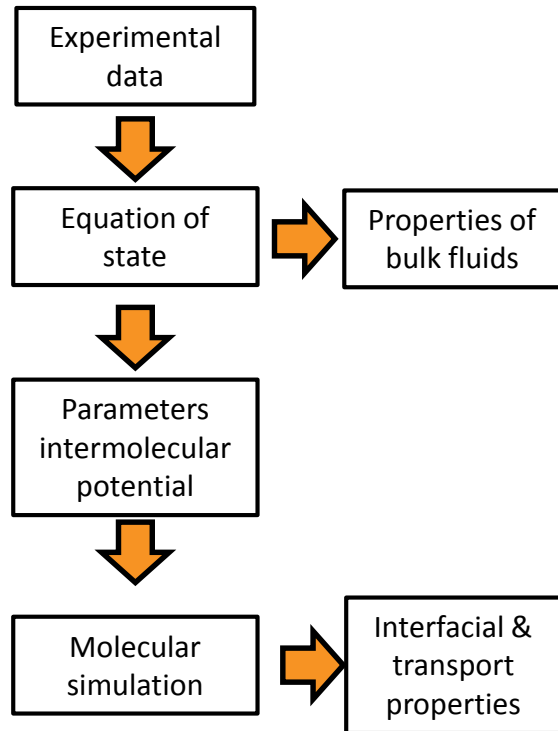 Experimental
data
Equation of
state
Properties of
bulk fluids
Parameters
intermolecular
potential
Molecular
simulation
Interfacial &
transport
properties